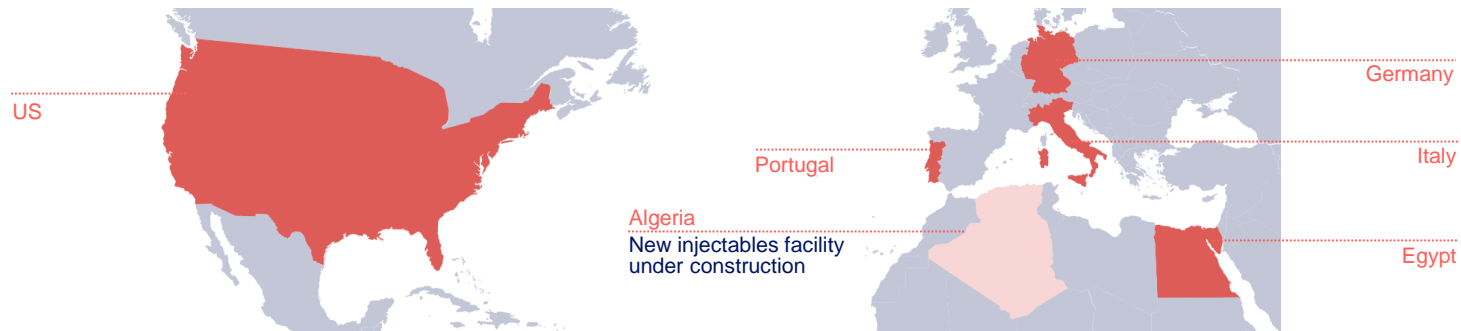 US
Germany
Italy
Portugal
Algeria
New injectables facility
under construction
Egypt